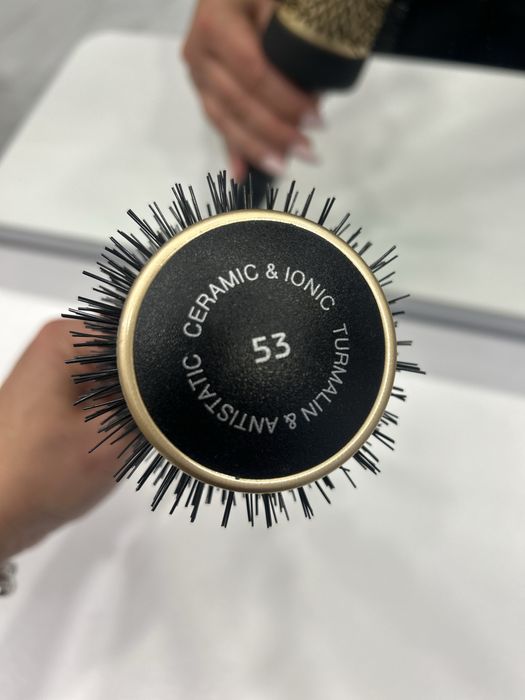 CERAMIC & IONIC
TURMALIN & ANTISTATIC
53